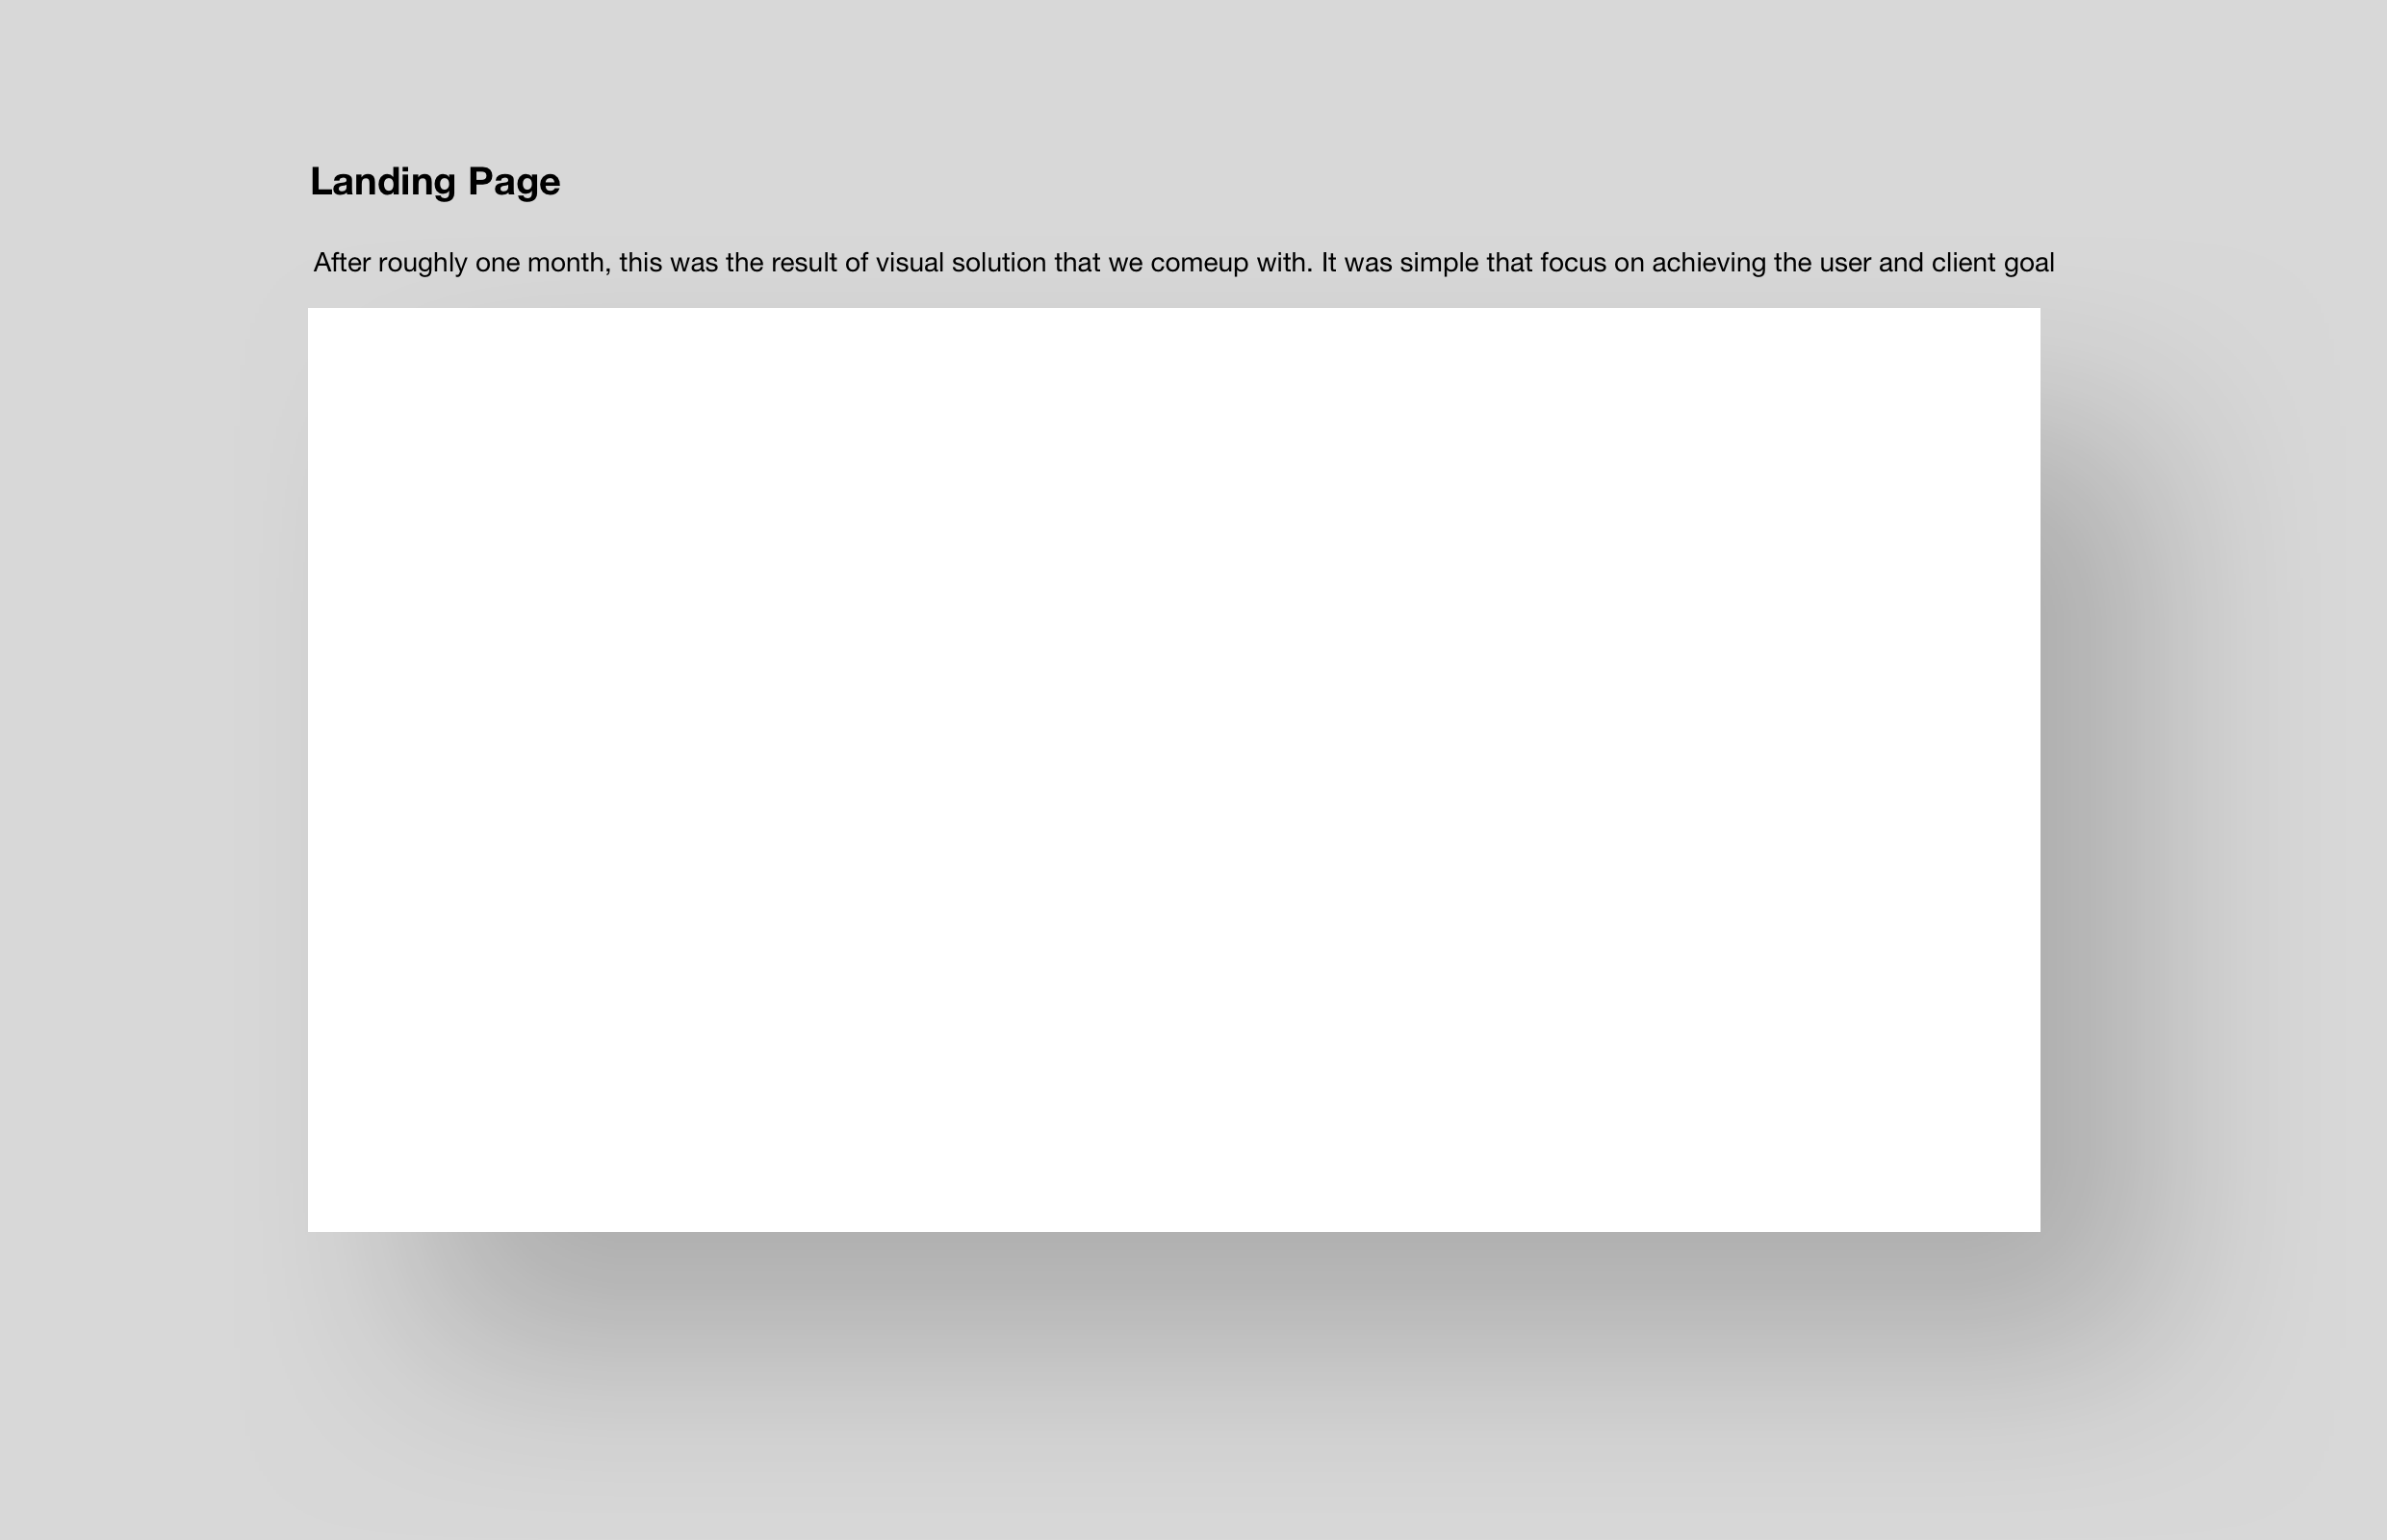 Landing Page
After roughly one month, this was the result of visual solution that we comeup with. It was simple that focus on achieving the user and client goal